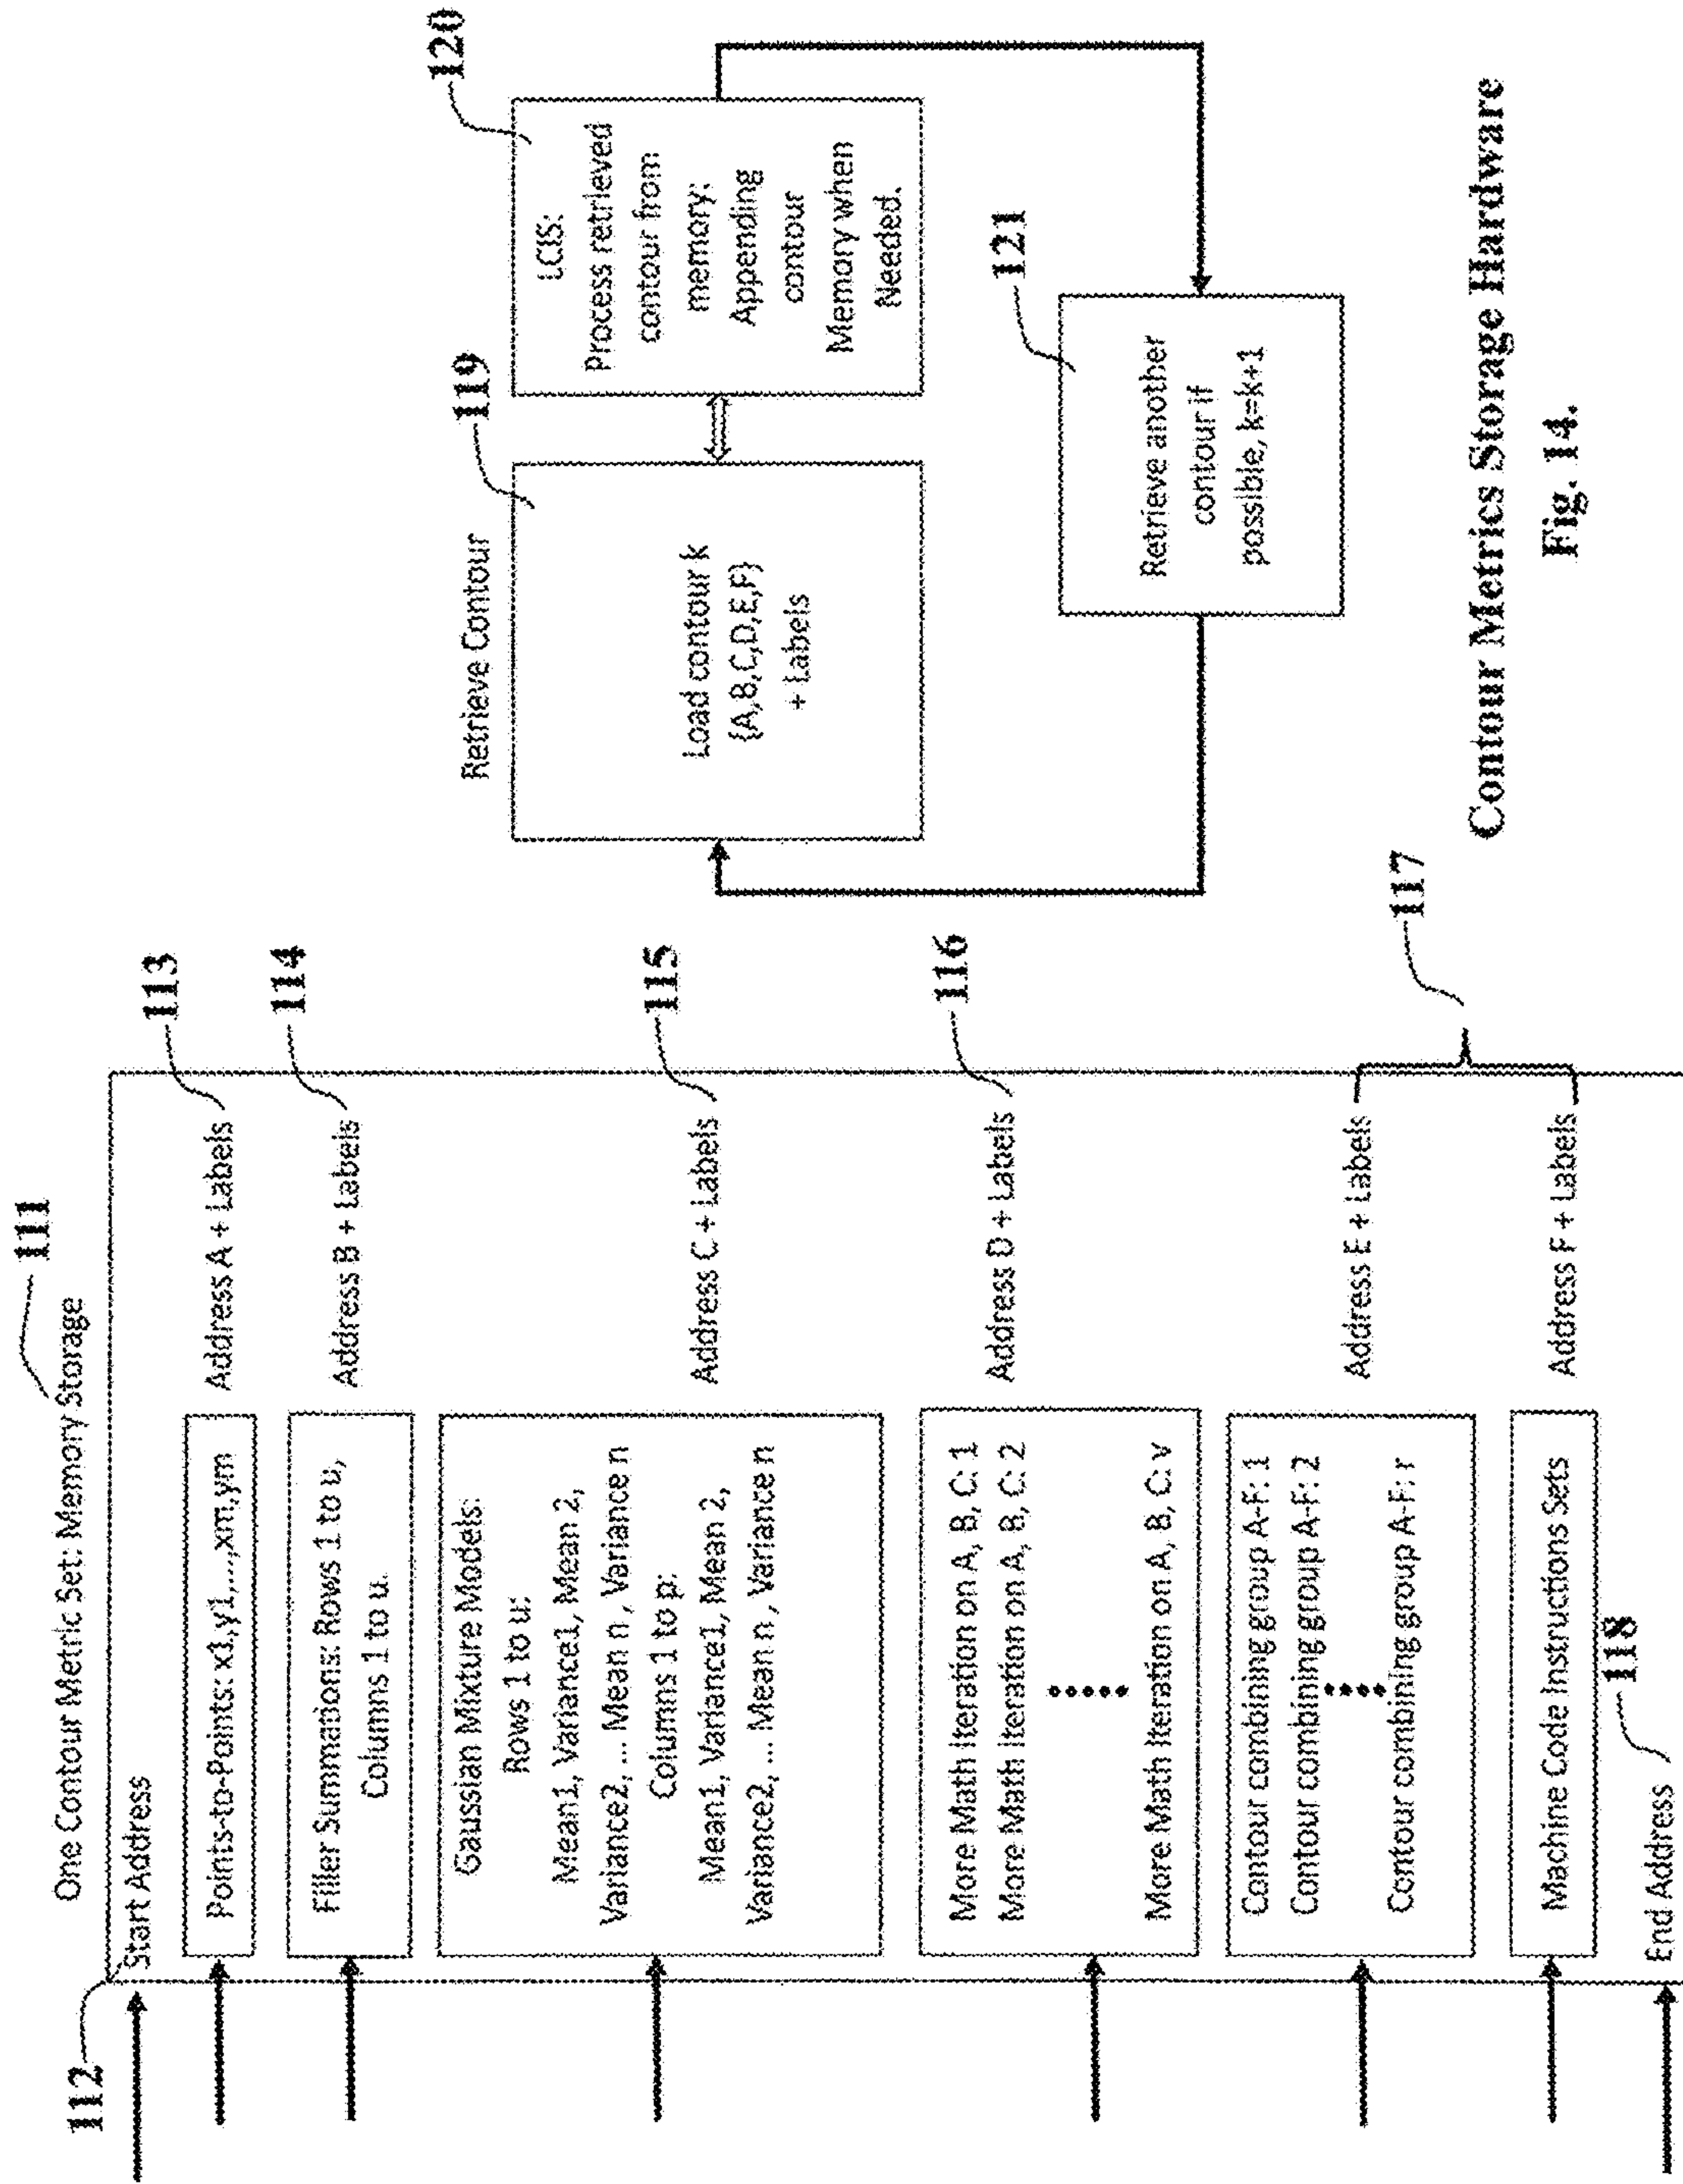 One Contour Metric Set: Memory Storage
111
112
Start Address
Points-to-Points: x1,y1,...,xm,ym
Address A + Labels
113
Filler Summations: Rows 1 to u,
Columns 1 to u.
Address B + Labels
114
Gaussian Mixture Models:
Rows 1 to u:
Mean1, Variance1, Mean 2,
Variance2, ... Mean n , Variance n
Columns 1 to p:
Mean1, Variance1, Mean 2,
Variance2, ... Mean n , Variance n
Address C + Labels
115
More Math Iteration on A, B, C: 1
More Math Iteration on A, B, C: 2
More Math Iteration on A, B, C: v
Address D + Labels
116
Contour combining group A-F: 1
Contour combining group A-F: 2
Contour combining group A-F: r
Address E + Labels
Machine Code Instructions Sets
Address F + Labels
117
118
End Address
Retrieve Contour
119
Load contour k
{A,B,C,D,E,F}
+ Labels
120
LCIS:
Process retrieved
contour from
memory:
Appending
contour
Memory when
Needed.
121
Retrieve another
contour if
possible, k=k+1
Contour Metrics Storage Hardware
Fig. 14.